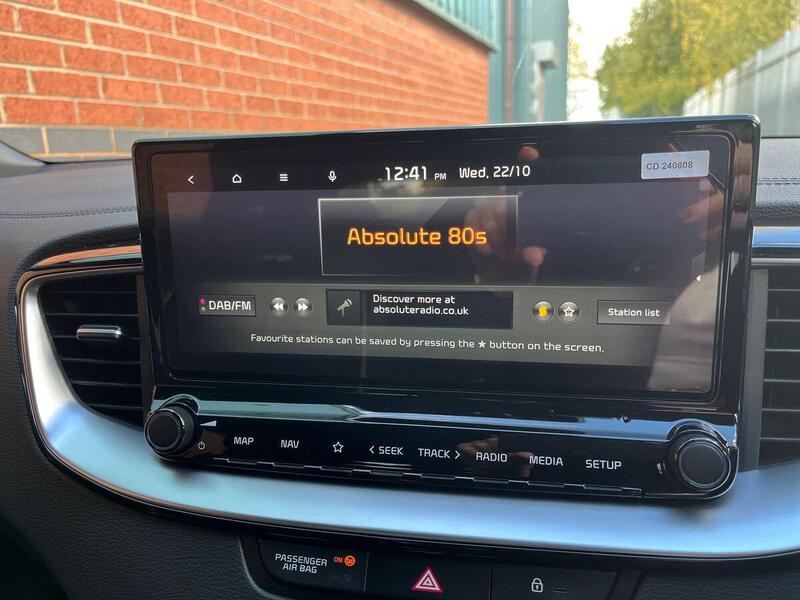 12:41 PM Wed, 22/10
CD 240808
Absolute 80s
DAB/FM
Discover more at
absoluteradio.co.uk
Station list
Favourite stations can be saved by pressing the ★ button on the screen.
MAP
NAV
< SEEK
TRACK >
RADIO
MEDIA
SETUP
PASSENGER
AIR BAG
ON